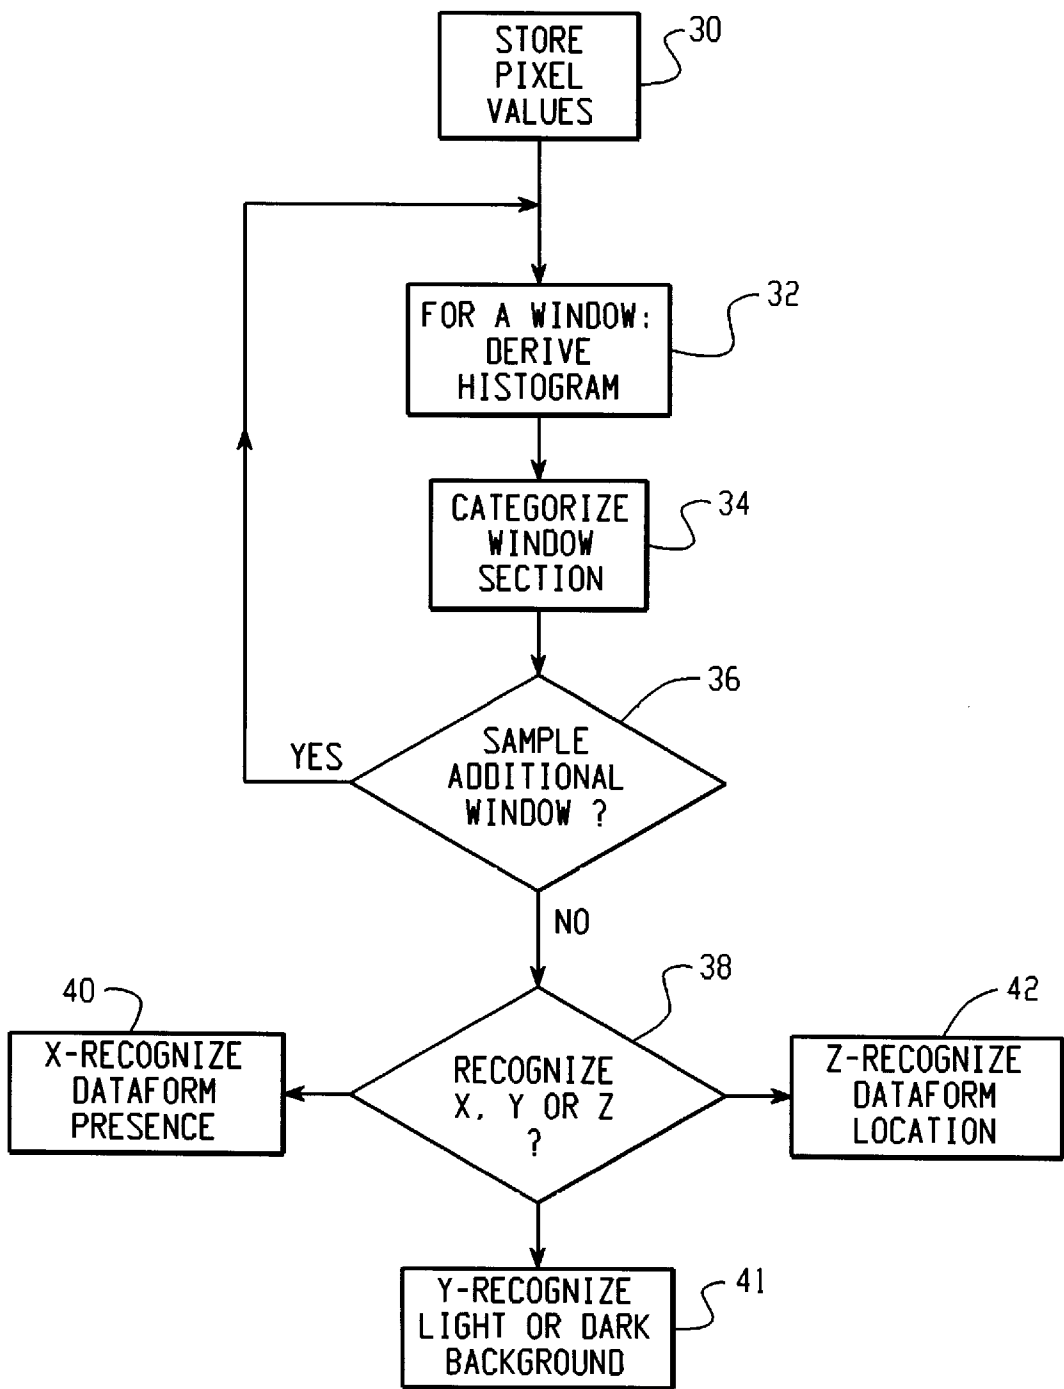 STORE
PIXEL
VALUES
30
FOR A WINDOW:
DERIVE
HISTOGRAM
32
CATEGORIZE
WINDOW
SECTION
34
SAMPLE
ADDITIONAL
WINDOW ?
36
YES
NO
RECOGNIZE
X, Y OR Z
?
38
X-RECOGNIZE
DATAFORM
PRESENCE
40
Z-RECOGNIZE
DATAFORM
LOCATION
42
Y-RECOGNIZE
LIGHT OR DARK
BACKGROUND
41